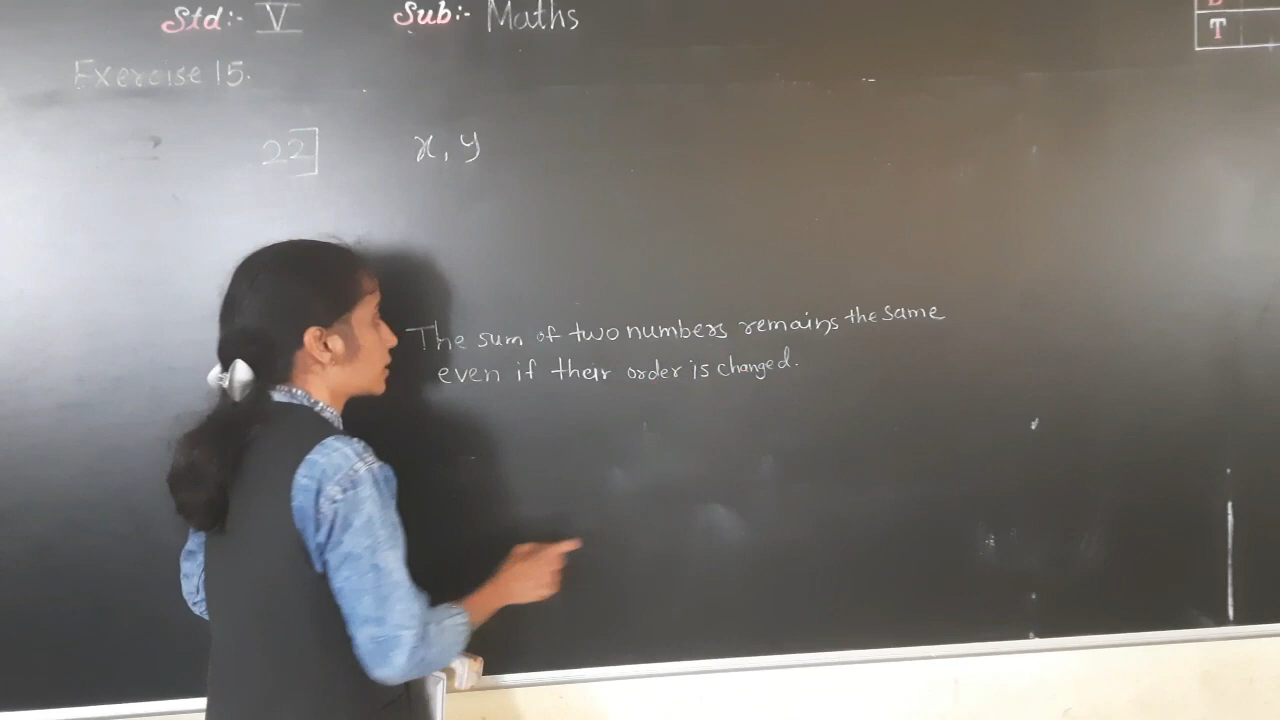 Std:- V Sub:- Maths
T
Exercise 15.
22] x, y
The sum of two numbers remains the same
even if their order is changed.